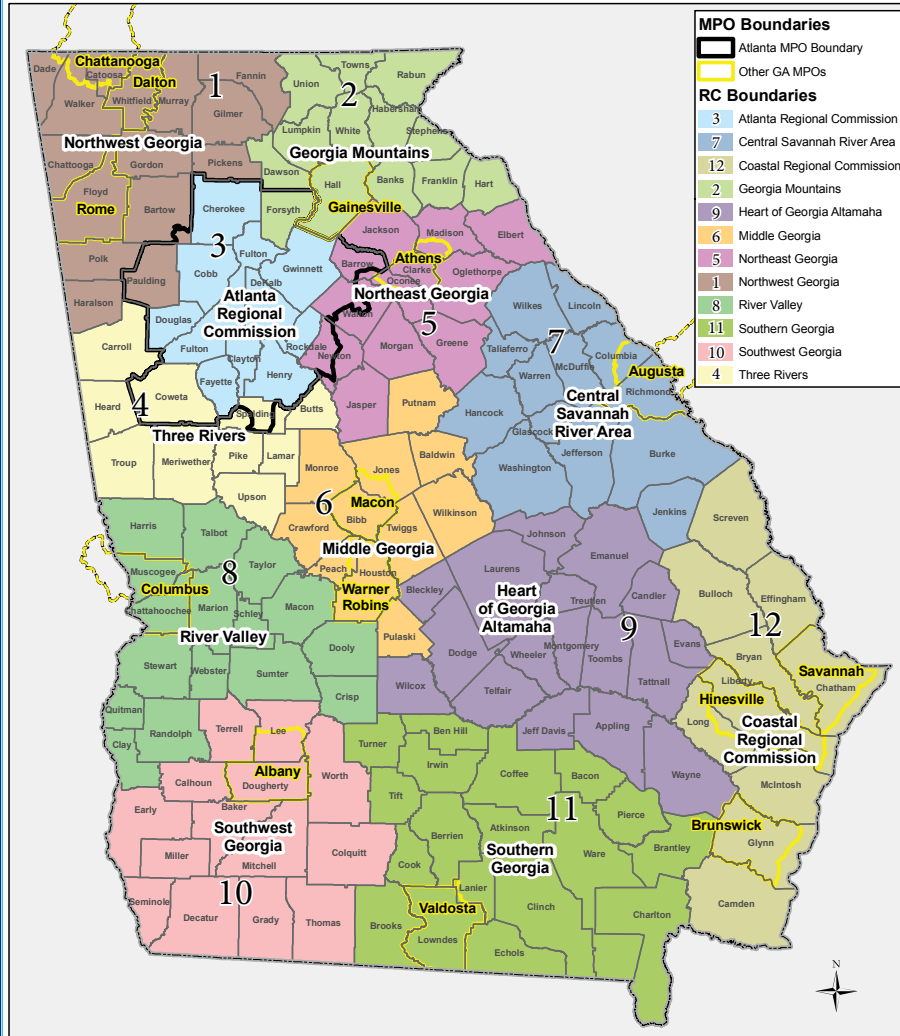 MPO Boundaries
Atlanta MPO Boundary
Other GA MPOs
RC Boundaries
3 Atlanta Regional Commission
7 Central Savannah River Area
12 Coastal Regional Commission
2 Georgia Mountains
9 Heart of Georgia Altamaha
6 Middle Georgia
5 Northeast Georgia
1 Northwest Georgia
8 River Valley
11 Southern Georgia
10 Southwest Georgia
4 Three Rivers
Chattanooga
Dade
Catoosa
Dalton
1
Fannin
Walker
Whitfield
Murray
Gilmer
Northwest Georgia
Chattooga
Gordon
Pickens
Floyd
Rome
Bartow
Polk
Paulding
Haralson
Towns
Union
Rabun
2
Habersham
Lumpkin
White
Stephens
Georgia Mountains
Dawson
Hall
Banks
Franklin
Hart
Forsyth
Gainesville
Cherokee
3
Fulton
Cobb
Gwinnett
DeKalb
Atlanta
Regional
Commission
Douglas
Fulton
Clayton
Rockdale
Fayette
Henry
Jackson
Madison
Elbert
Barrow
Athens
Clarke
Oconee
Oglethorpe
Northeast Georgia
Walton
5
Morgan
Greene
Newton
Jasper
Carroll
Heard
4
Coweta
Spalding
Butts
Three Rivers
Troup
Meriwether
Pike
Lamar
Upson
Wilkes
Lincoln
7
Taliaferro
McDuffie
Columbia
Augusta
Warren
Richmond
Central
Savannah
River Area
Hancock
Glascock
Jefferson
Burke
Washington
Jenkins
Putnam
Monroe
Jones
Baldwin
6
Macon
Bibb
Wilkinson
Crawford
Twiggs
Middle Georgia
Peach
Houston
Warner
Robins
Pulaski
Harris
Talbot
Muscogee
Columbus
8
Taylor
Chattahoochee
Marion
Schley
Macon
River Valley
Dooly
Stewart
Webster
Sumter
Crisp
Quitman
Randolph
Clay
Johnson
Emanuel
Laurens
Bleckley
Heart
of Georgia
Altamaha
Treutlen
Candler
9
Dodge
Wheeler
Montgomery
Toombs
Evans
Tattnall
Wilcox
Telfair
Jeff Davis
Appling
Wayne
Screven
Bulloch
Effingham
12
Bryan
Savannah
Liberty
Chatham
Hinesville
Long
Coastal
Regional
Commission
McIntosh
Brunswick
Glynn
Camden
Terrell
Lee
Albany
Dougherty
Worth
Calhoun
Early
Baker
Southwest
Georgia
Miller
Mitchell
Colquitt
10
Seminole
Decatur
Grady
Thomas
Turner
Ben Hill
Irwin
Coffee
Bacon
Tift
11
Pierce
Atkinson
Berrien
Southern
Georgia
Ware
Brantley
Cook
Lanier
Clinch
Charlton
Valdosta
Brooks
Lowndes
Echols
N